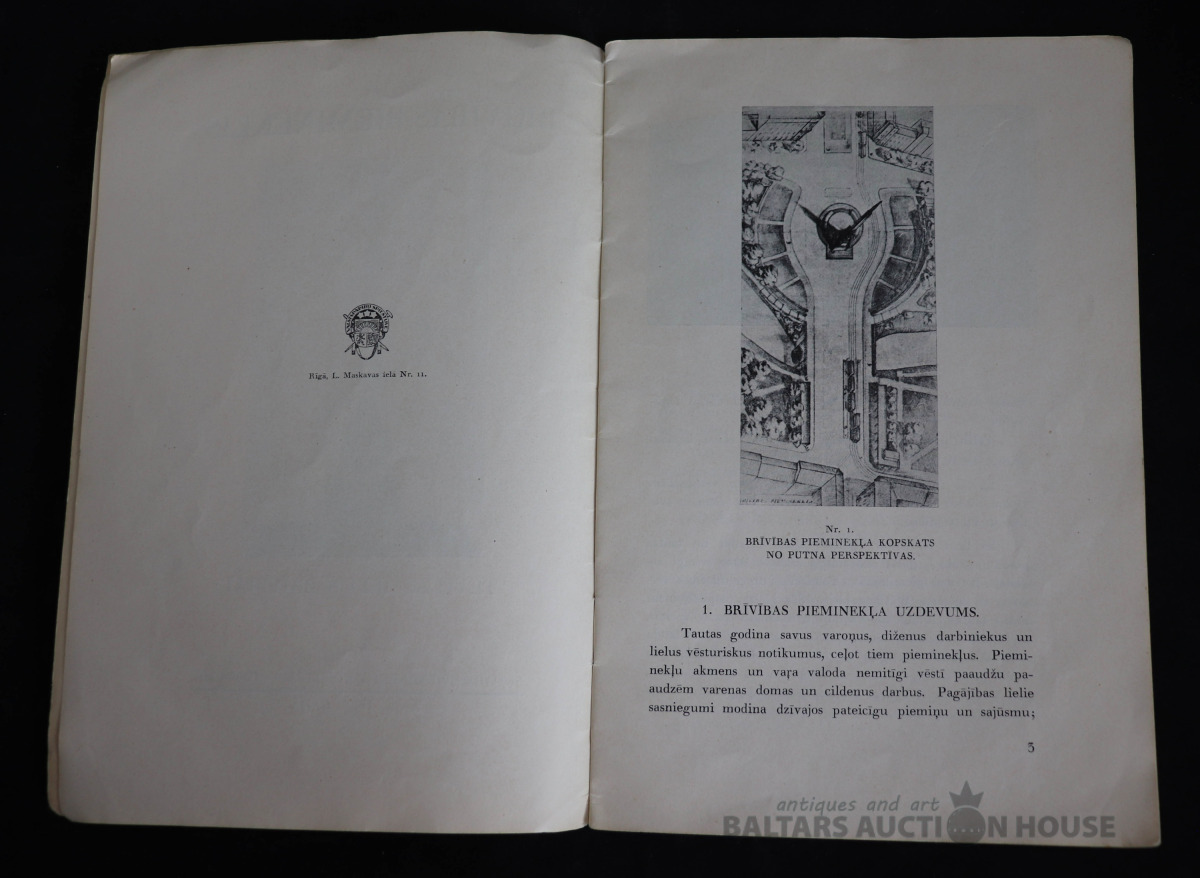 Rīgā, L. Maskavas ielā Nr. 11.
Nr. 1.
BRĪVĪBAS PIEMINEKĻA KOPSKATS
NO PUTNA PERSPEKTĪVAS.
1. BRĪVĪBAS PIEMINEKĻA UZDEVUMS.
Tautas godina savus varoņus, diženus darbiniekus un
lielus vēsturiskus notikumus, ceļot tiem pieminekļus. Piemi-
nekļu akmens un vaŗa valoda nemitīgi vēstī paaudžu pa-
audzēm varenas domas un cildenus darbus. Pagājības lielie
sasniegumi modina dzīvajos pateicīgu piemiņu un sajūsmu;
3
antiques and art
BALTARS AUCTION HOUSE